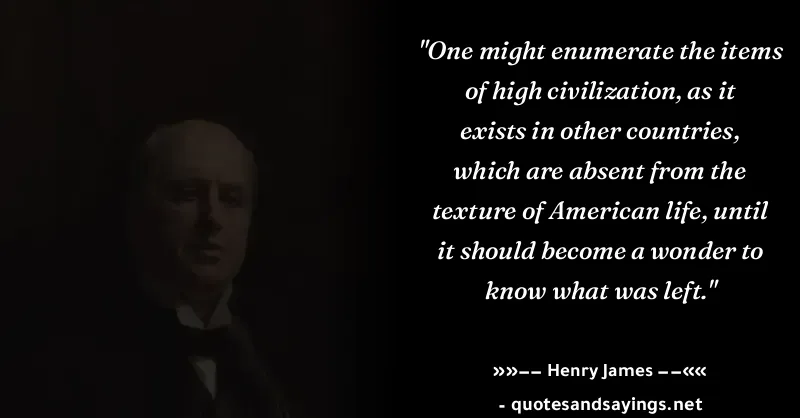 "One might enumerate the items
of high civilization, as it
exists in other countries,
which are absent from the
texture of American life, until
it should become a wonder to
know what was left."
»»−− Henry James −−««
- quotesandsayings.net